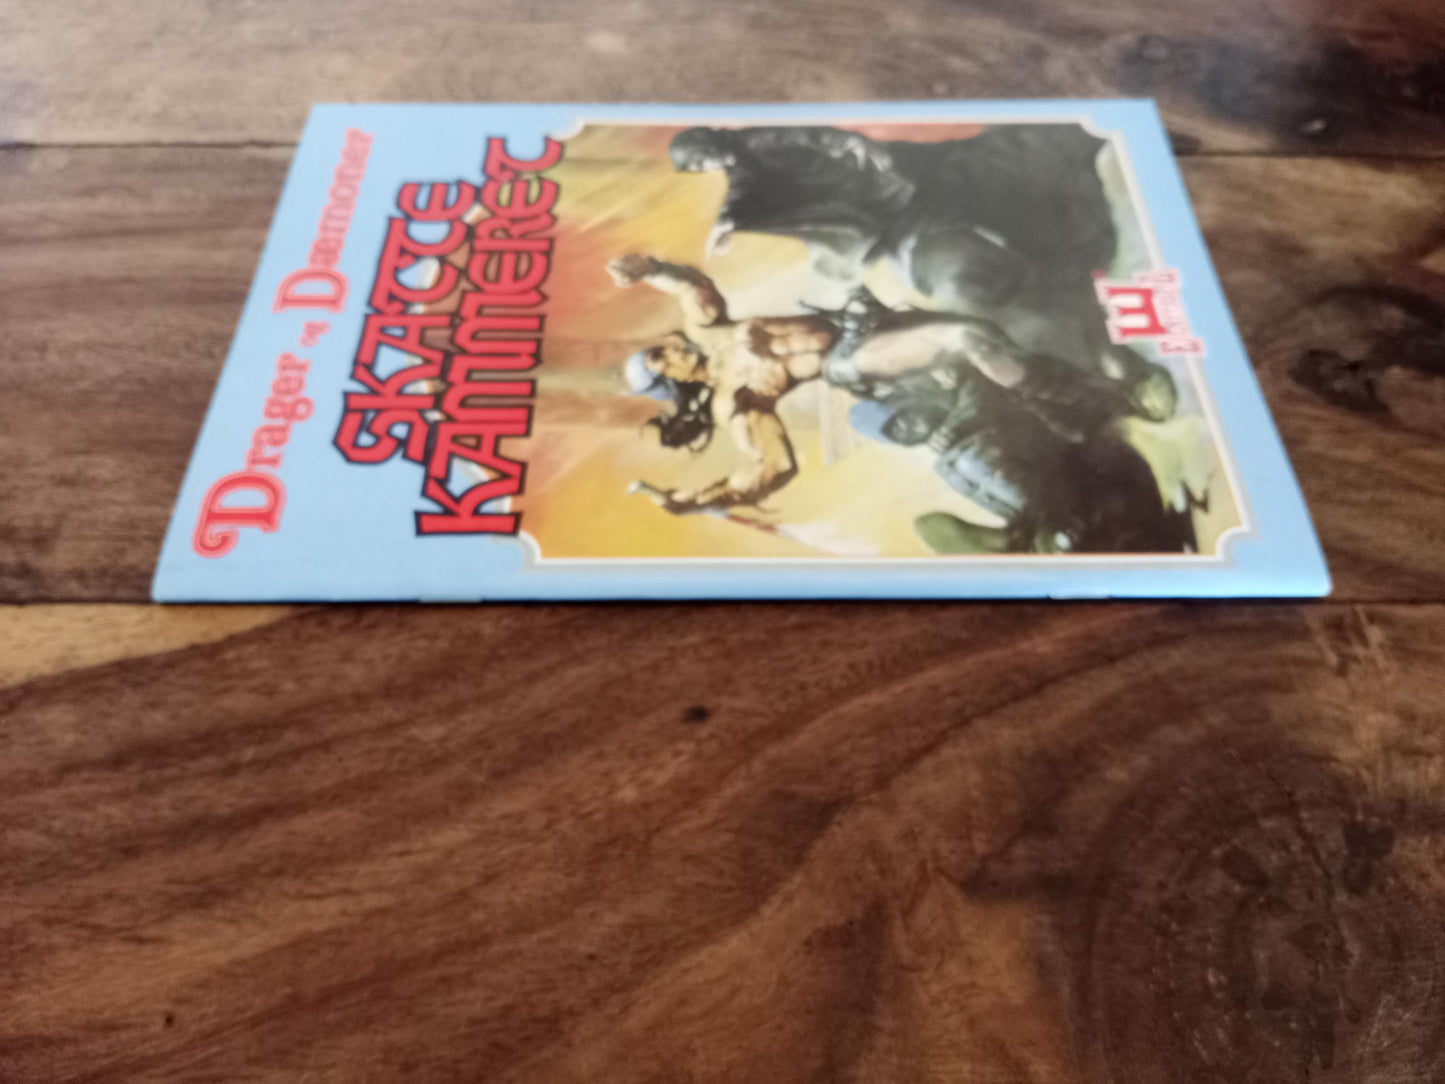 Drager og Dæmoner
SKATTE
KAMMERET